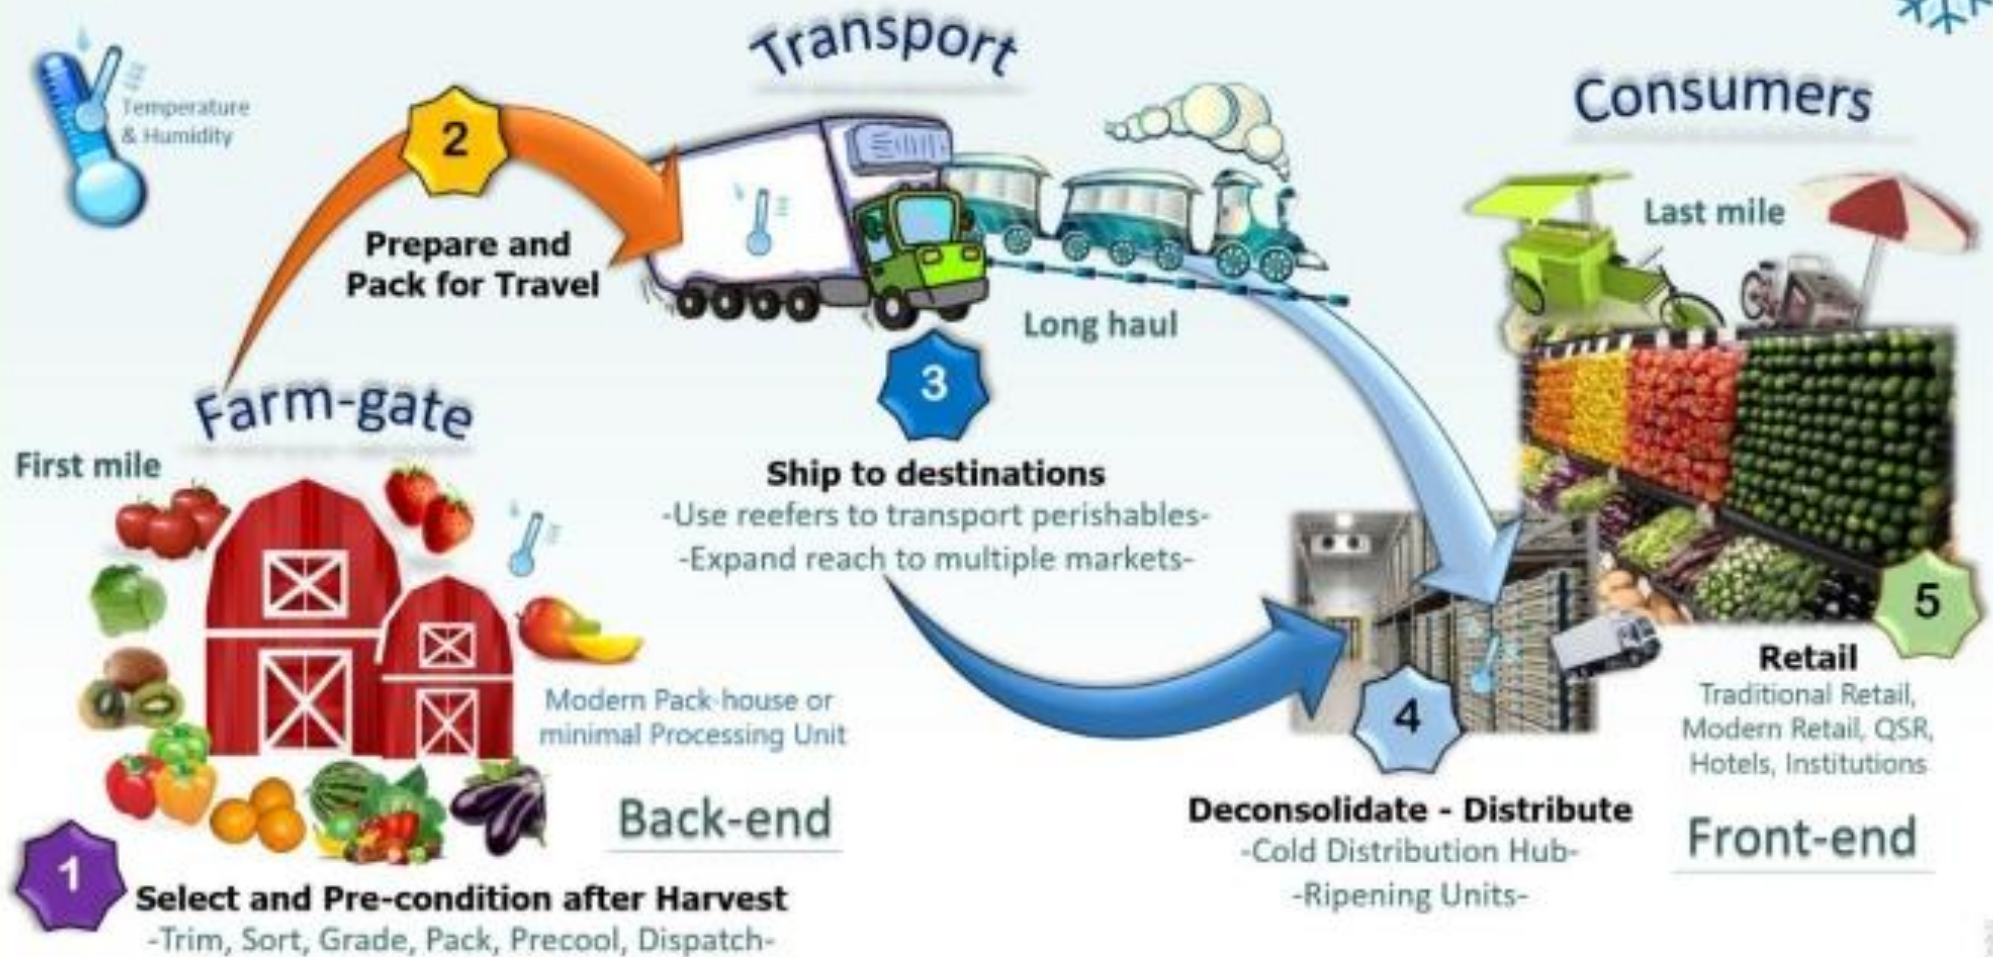 Temperature
& Humidity
Transport
Consumers
2
Prepare and
Pack for Travel
Last mile
Long haul
3
Farm-gate
First mile
Ship to destinations
-Use reefers to transport perishables-
-Expand reach to multiple markets-
Modern Pack-house or
minimal Processing Unit
Back-end
1
Select and Pre-condition after Harvest
-Trim, Sort, Grade, Pack, Precool, Dispatch-
4
Deconsolidate - Distribute
-Cold Distribution Hub-
-Ripening Units-
5
Retail
Traditional Retail,
Modern Retail, QSR,
Hotels, Institutions
Front-end